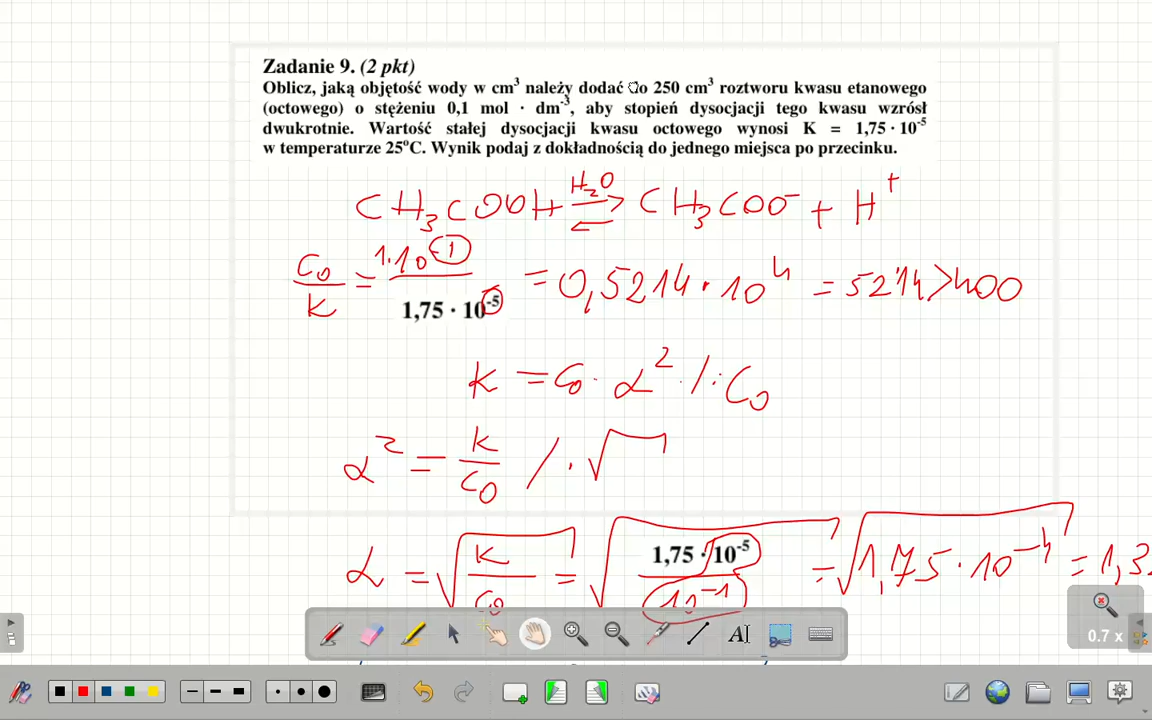 Zadanie 9. (2 pkt)
Oblicz, jaką objętość wody w cm³ należy dodać do 250 cm³ roztworu kwasu etanowego
(octowego) o stężeniu 0,1 mol · dm⁻³, aby stopień dysocjacji tego kwasu wzrósł
dwukrotnie. Wartość stałej dysocjacji kwasu octowego wynosi K = 1,75 · 10⁻⁵
w temperaturze 25°C. Wynik podaj z dokładnością do jednego miejsca po przecinku.
CH₃COOH ⇌ H₂O CH₃COO⁻ + H⁺
c₀/K = 1·10⁻¹ / 1,75 · 10⁻⁵ = 0,5214 · 10⁴ = 5214 > 400
K = c₀ · α² /: c₀
α² = K/c₀ / · √
α = √(K/c₀) = √(1,75 · 10⁻⁵ / 10⁻¹) = √(1,75 · 10⁻⁴) = 1,3
A
0.7 x